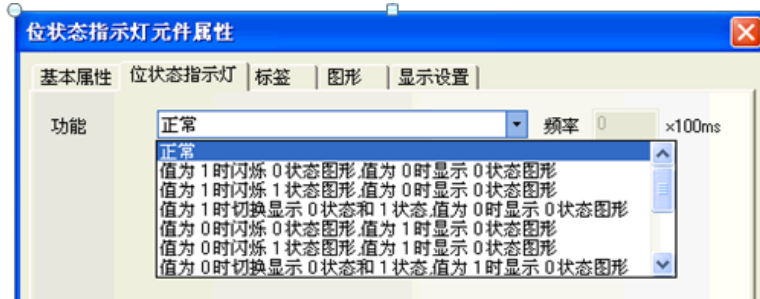 位状态指示灯元件属性
基本属性 位状态指示灯 标签 图形 显示设置
功能 正常 频率 0 ×100ms
正常
值为 1时闪烁 0状态图形,值为 0时显示 0状态图形
值为 1时闪烁 1状态图形,值为 0时显示 0状态图形
值为 1时切换显示 0状态和 1状态,值为 0时显示 0状态图形
值为 0时闪烁 0状态图形,值为 1时显示 0状态图形
值为 0时闪烁 1状态图形,值为 1时显示 0状态图形
值为 0时切换显示 0状态和 1状态,值为 1时显示 0状态图形